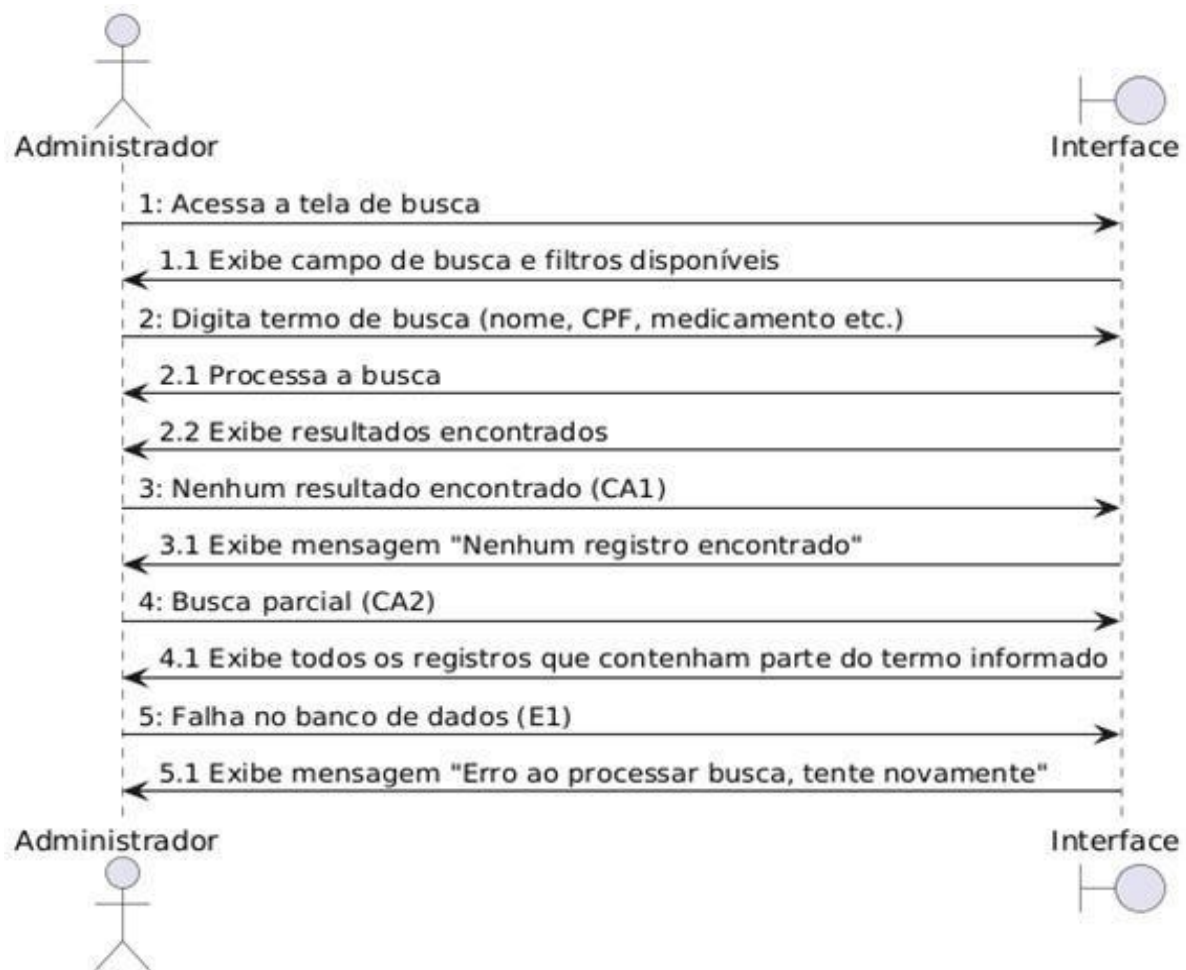 Administrador
Interface
1: Acessa a tela de busca
1.1 Exibe campo de busca e filtros disponíveis
2: Digita termo de busca (nome, CPF, medicamento etc.)
2.1 Processa a busca
2.2 Exibe resultados encontrados
3: Nenhum resultado encontrado (CA1)
3.1 Exibe mensagem "Nenhum registro encontrado"
4: Busca parcial (CA2)
4.1 Exibe todos os registros que contenham parte do termo informado
5: Falha no banco de dados (E1)
5.1 Exibe mensagem "Erro ao processar busca, tente novamente"
Administrador
Interface